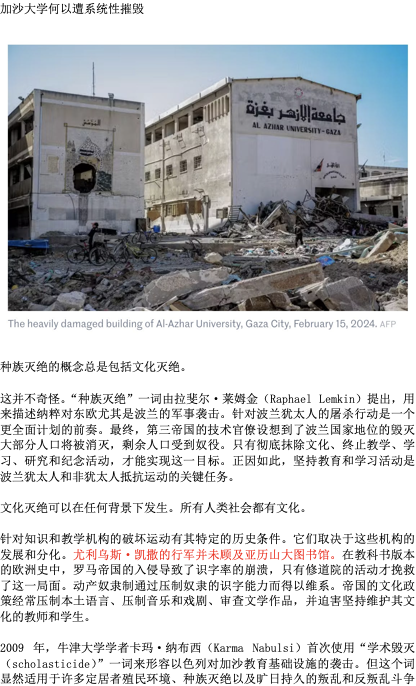 加沙大学何以遭系统性摧毁
جامعة الأزهر بغزة
AL AZHAR UNIVERSITY-GAZA
The heavily damaged building of Al-Azhar University, Gaza City, February 15, 2024. AFP
种族灭绝的概念总是包括文化灭绝。
这并不奇怪。“种族灭绝”一词由拉斐尔·莱姆金（Raphael Lemkin）提出，用
来描述纳粹对东欧尤其是波兰的军事袭击。针对波兰犹太人的屠杀行动是一个
更全面计划的前奏。最终，第三帝国的技术官僚设想到了波兰国家地位的毁灭
大部分人口将被消灭，剩余人口受到奴役。只有彻底抹除文化、终止教学、学
习、研究和纪念活动，才能实现这一目标。正因如此，坚持教育和学习活动是
波兰犹太人和非犹太人抵抗运动的关键任务。
文化灭绝可以在任何背景下发生。所有人类社会都有文化。
针对知识和教学机构的破坏运动有其特定的历史条件。它们取决于这些机构的
发展和分化。尤利乌斯·凯撒的行军并未顾及亚历山大图书馆。在教科书版本
的欧洲史中，罗马帝国的入侵导致了识字率的崩溃，只有修道院的活动才挽救
了这一局面。动产奴隶制通过压制奴隶的识字能力而得以维系。帝国的文化政
策经常压制本土语言、压制音乐和戏剧、审查文学作品，并迫害坚持维护其文
化的教师和学生。
2009 年，牛津大学学者卡玛·纳布西（Karma Nabulsi）首次使用“学术毁灭
（scholasticide）”一词来形容以色列对加沙教育基础设施的袭击。但这个词
显然适用于许多定居者殖民环境、种族灭绝以及旷日持久的叛乱和反叛乱斗争